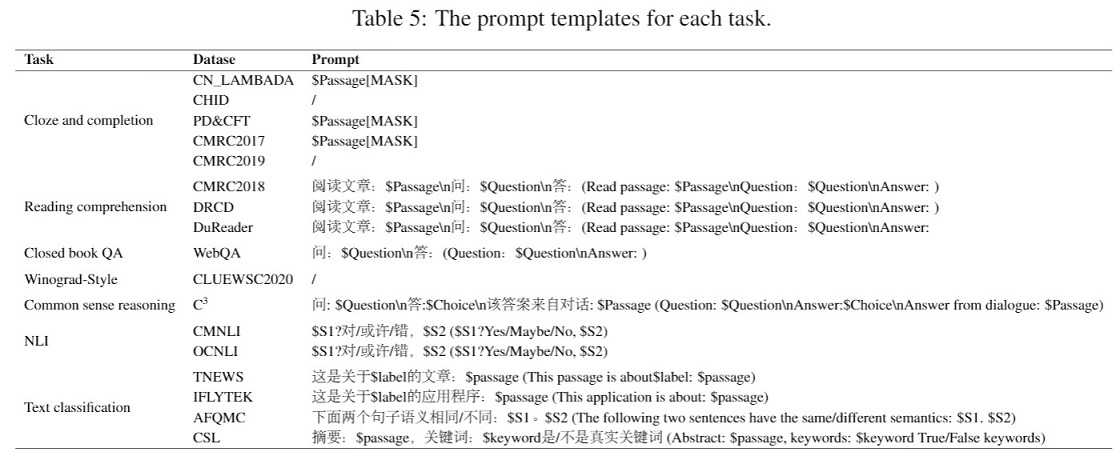 Table 5: The prompt templates for each task.
Task Datase Prompt
Cloze and completion
CN_LAMBADA $Passage[MASK]
CHID /
PD&CFT $Passage[MASK]
CMRC2017 $Passage[MASK]
CMRC2019 /
Reading comprehension
CMRC2018 阅读文章：$Passage\n问：$Question\n答：(Read passage: $Passage\nQuestion：$Question\nAnswer: )
DRCD 阅读文章：$Passage\n问：$Question\n答：(Read passage: $Passage\nQuestion：$Question\nAnswer: )
DuReader 阅读文章：$Passage\n问：$Question\n答：(Read passage: $Passage\nQuestion：$Question\nAnswer:
Closed book QA WebQA 问：$Question\n答：(Question：$Question\nAnswer: )
Winograd-Style CLUEWSC2020 /
Common sense reasoning C3 问: $Question\n答:$Choice\n该答案来自对话: $Passage (Question: $Question\nAnswer:$Choice\nAnswer from dialogue: $Passage)
NLI
CMNLI $S1?对/或许/错，$S2 ($S1?Yes/Maybe/No, $S2)
OCNLI $S1?对/或许/错，$S2 ($S1?Yes/Maybe/No, $S2)
Text classification
TNEWS 这是关于$label的文章：$passage (This passage is about$label: $passage)
IFLYTEK 这是关于$label的应用程序：$passage (This application is about: $passage)
AFQMC 下面两个句子语义相同/不同：$S1。$S2 (The following two sentences have the same/different semantics: $S1. $S2)
CSL 摘要：$passage，关键词：$keyword是/不是真实关键词 (Abstract: $passage, keywords: $keyword True/False keywords)